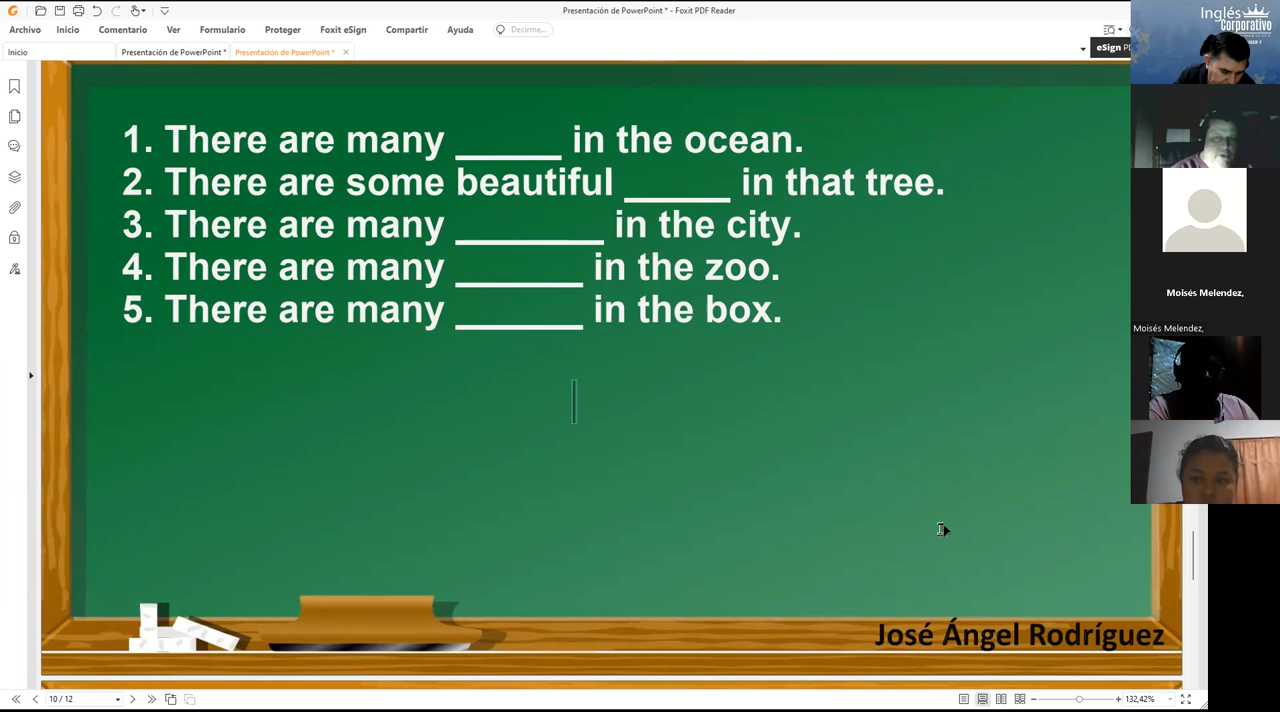 Presentación de PowerPoint * - Foxit PDF Reader
Archivo Inicio Comentario Ver Formulario Proteger Foxit eSign Compartir Ayuda Decirme...
Inicio Presentación de PowerPoint * Presentación de PowerPoint * eSign
1. There are many _____ in the ocean.
2. There are some beautiful _____ in that tree.
3. There are many _______ in the city.
4. There are many ______ in the zoo.
5. There are many ______ in the box.
José Ángel Rodríguez
10 / 12 132,42%
Inglés
Corporativo
Moisés Melendez,
Moisés Melendez,